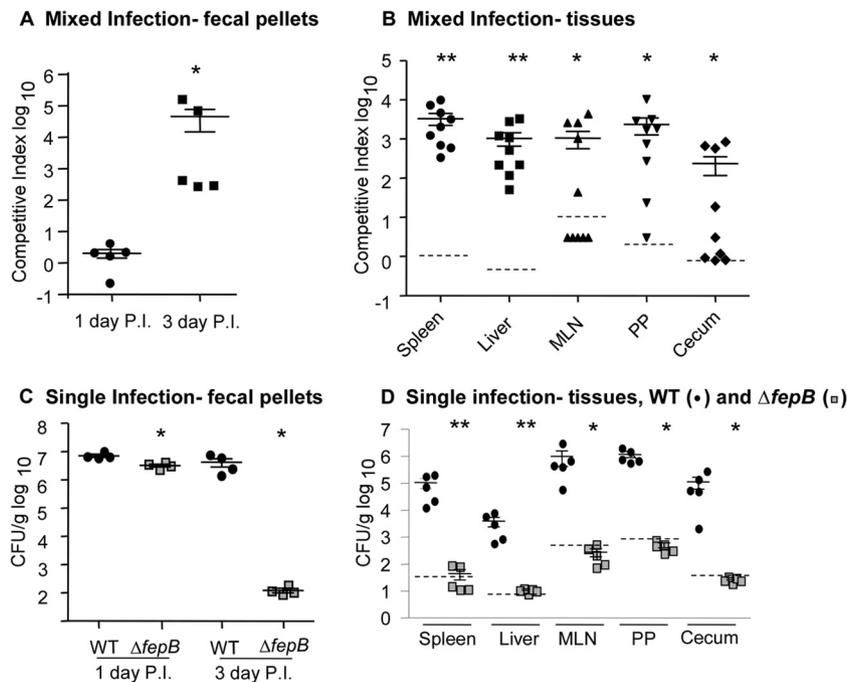 A Mixed Infection- fecal pellets
Competitive Index log10
6
5
4
3
2
1
0
-1
*
1 day P.I. 3 day P.I.
B Mixed Infection- tissues
Competitive Index log10
5
4
3
2
1
0
-1
** ** * * *
Spleen Liver MLN PP Cecum
C Single Infection- fecal pellets
CFU/g log 10
8
7
6
5
4
3
2
* *
WT ΔfepB WT ΔfepB
1 day P.I. 3 day P.I.
D Single infection- tissues, WT (•) and ΔfepB (▫)
CFU/g log 10
7
6
5
4
3
2
1
0
** ** * * *
Spleen Liver MLN PP Cecum